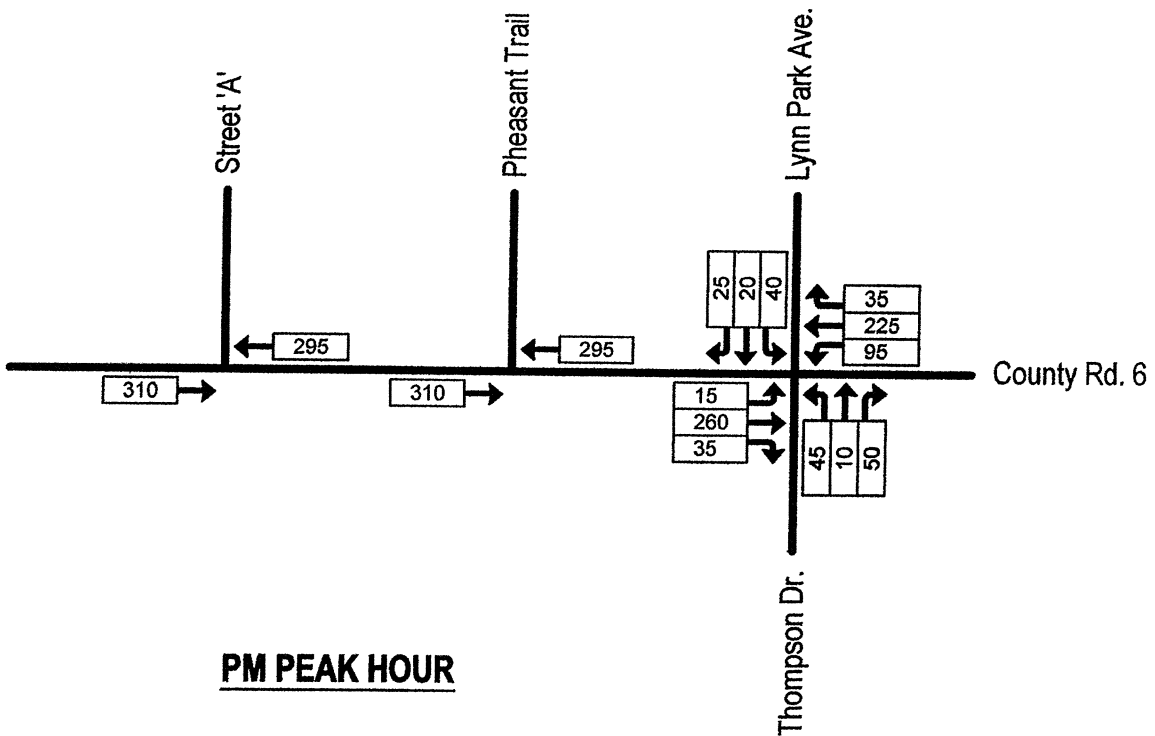 Street 'A'
Pheasant Trail
Lynn Park Ave.
25
20
40
35
225
95
295
295
County Rd. 6
310
310
15
260
35
45
10
50
Thompson Dr.
PM PEAK HOUR